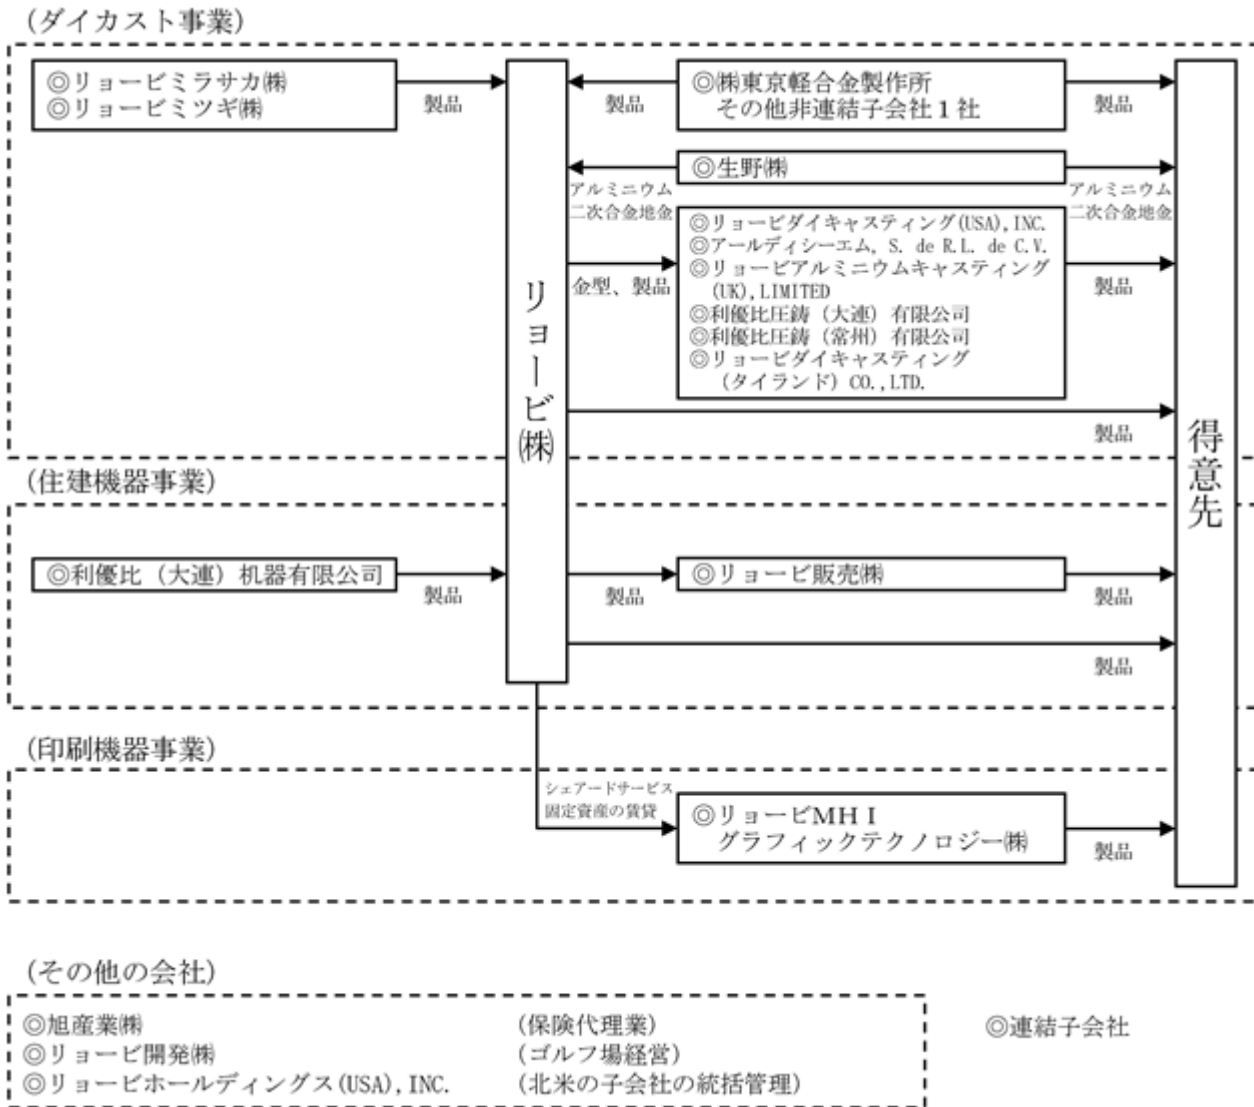 (ダイカスト事業)
◎リョービミラサカ㈱
◎リョービミツギ㈱
製品
製品
◎㈱東京軽合金製作所
その他非連結子会社１社
製品
◎生野㈱
アルミニウム
二次合金地金
アルミニウム
二次合金地金
◎リョービダイキャスティング(USA),INC.
◎アールディシーエム, S. de R.L. de C.V.
◎リョービアルミニウムキャスティング
(UK),LIMITED
◎利優比圧鋳（大連）有限公司
◎利優比圧鋳（常州）有限公司
◎リョービダイキャスティング
（タイランド）CO.,LTD.
金型、製品
製品
リョービ㈱
製品
得意先
(住建機器事業)
◎利優比（大連）机器有限公司
製品
製品
◎リョービ販売㈱
製品
製品
(印刷機器事業)
シェアードサービス
固定資産の賃貸
◎リョービＭＨＩ
グラフィックテクノロジー㈱
製品
(その他の会社)
◎旭産業㈱ (保険代理業)
◎リョービ開発㈱ (ゴルフ場経営)
◎リョービホールディングス(USA),INC. (北米の子会社の統括管理)
◎連結子会社